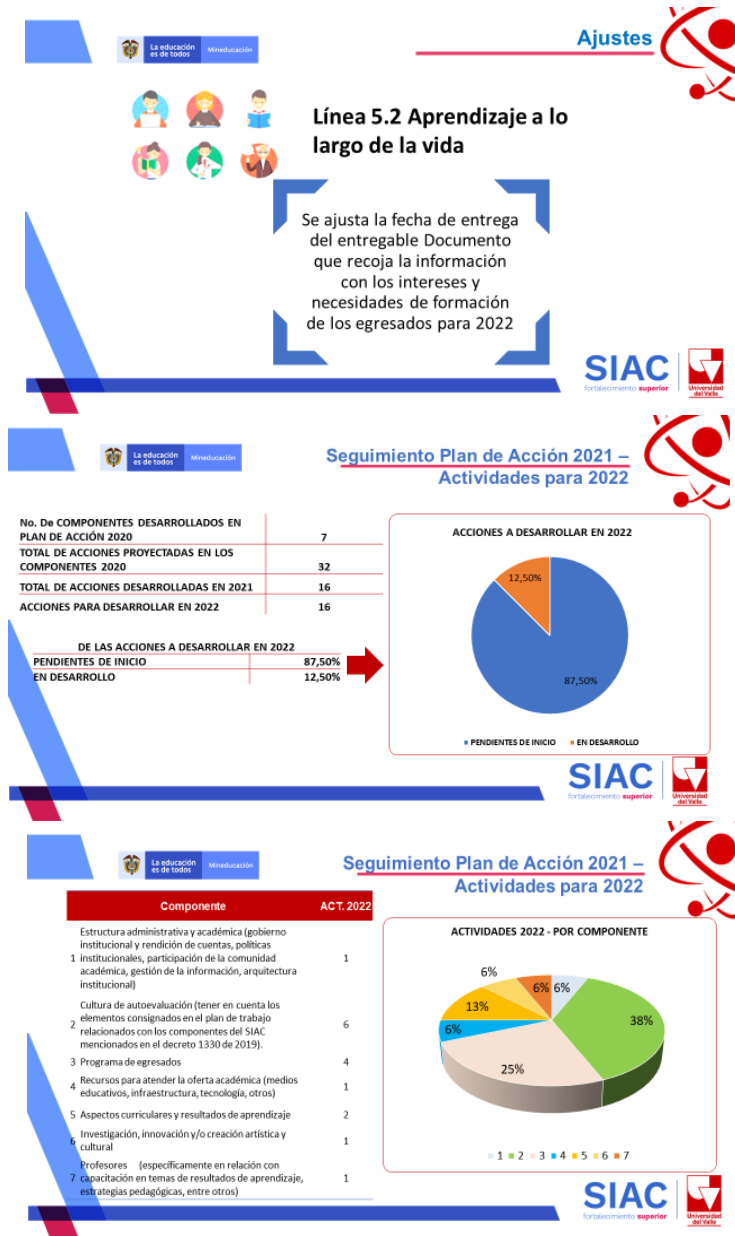 La educación
es de todos
Mineducación
Ajustes
Línea 5.2 Aprendizaje a lo
largo de la vida
Se ajusta la fecha de entrega
del entregable Documento
que recoja la información
con los intereses y
necesidades de formación
de los egresados para 2022
SIAC
fortalecimiento superior
Universidad
del Valle
La educación
es de todos
Mineducación
Seguimiento Plan de Acción 2021 –
Actividades para 2022
No. De COMPONENTES DESARROLLADOS EN
PLAN DE ACCIÓN 2020 7
TOTAL DE ACCIONES PROYECTADAS EN LOS
COMPONENTES 2020 32
TOTAL DE ACCIONES DESARROLLADAS EN 2021 16
ACCIONES PARA DESARROLLAR EN 2022 16
DE LAS ACCIONES A DESARROLLAR EN 2022
PENDIENTES DE INICIO 87,50%
EN DESARROLLO 12,50%
ACCIONES A DESARROLLAR EN 2022
12,50%
87,50%
PENDIENTES DE INICIO EN DESARROLLO
SIAC
fortalecimiento superior
Universidad
del Valle
La educación
es de todos
Mineducación
Seguimiento Plan de Acción 2021 –
Actividades para 2022
Componente ACT. 2022
Estructura administrativa y académica (gobierno
institucional y rendición de cuentas, políticas
1 institucionales, participación de la comunidad 1
académica, gestión de la información, arquitectura
institucional)
Cultura de autoevaluación (tener en cuenta los
2 elementos consignados en el plan de trabajo 6
relacionados con los componentes del SIAC
mencionados en el decreto 1330 de 2019).
3 Programa de egresados 4
4 Recursos para atender la oferta académica (medios 1
educativos, infraestructura, tecnología, otros)
5 Aspectos curriculares y resultados de aprendizaje 2
6 Investigación, innovación y/o creación artística y 1
cultural
Profesores (específicamente en relación con
7 capacitación en temas de resultados de aprendizaje, 1
estrategias pedagógicas, entre otros)
ACTIVIDADES 2022 - POR COMPONENTE
6%
6% 6%
13%
38%
6%
25%
1 2 3 4 5 6 7
SIAC
fortalecimiento superior
Universidad
del Valle